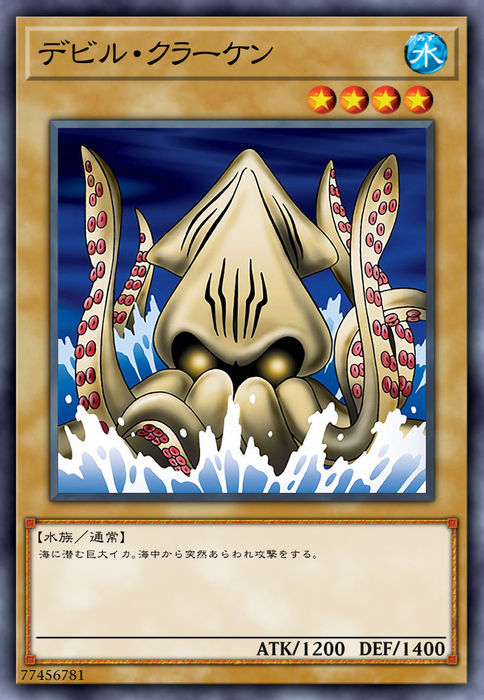 デビル・クラーケン
みず
水
【水族／通常】
海に潜む巨大イカ。海中から突然あらわれ攻撃をする。
ATK/1200 DEF/1400
77456781